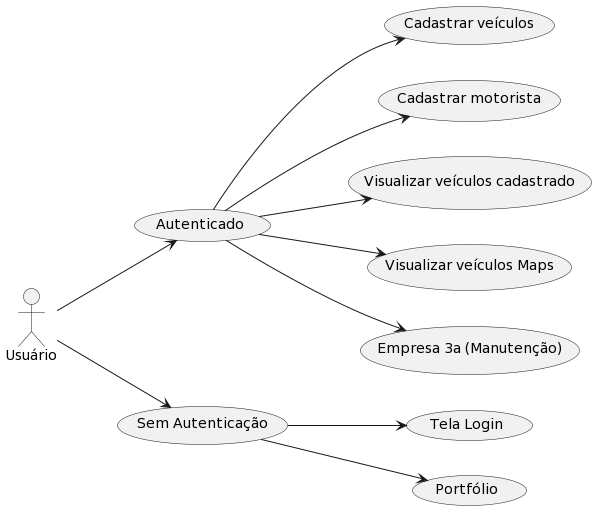 Cadastrar veículos
Cadastrar motorista
Visualizar veículos cadastrado
Autenticado
Visualizar veículos Maps
Usuário
Empresa 3a (Manutenção)
Sem Autenticação
Tela Login
Portfólio